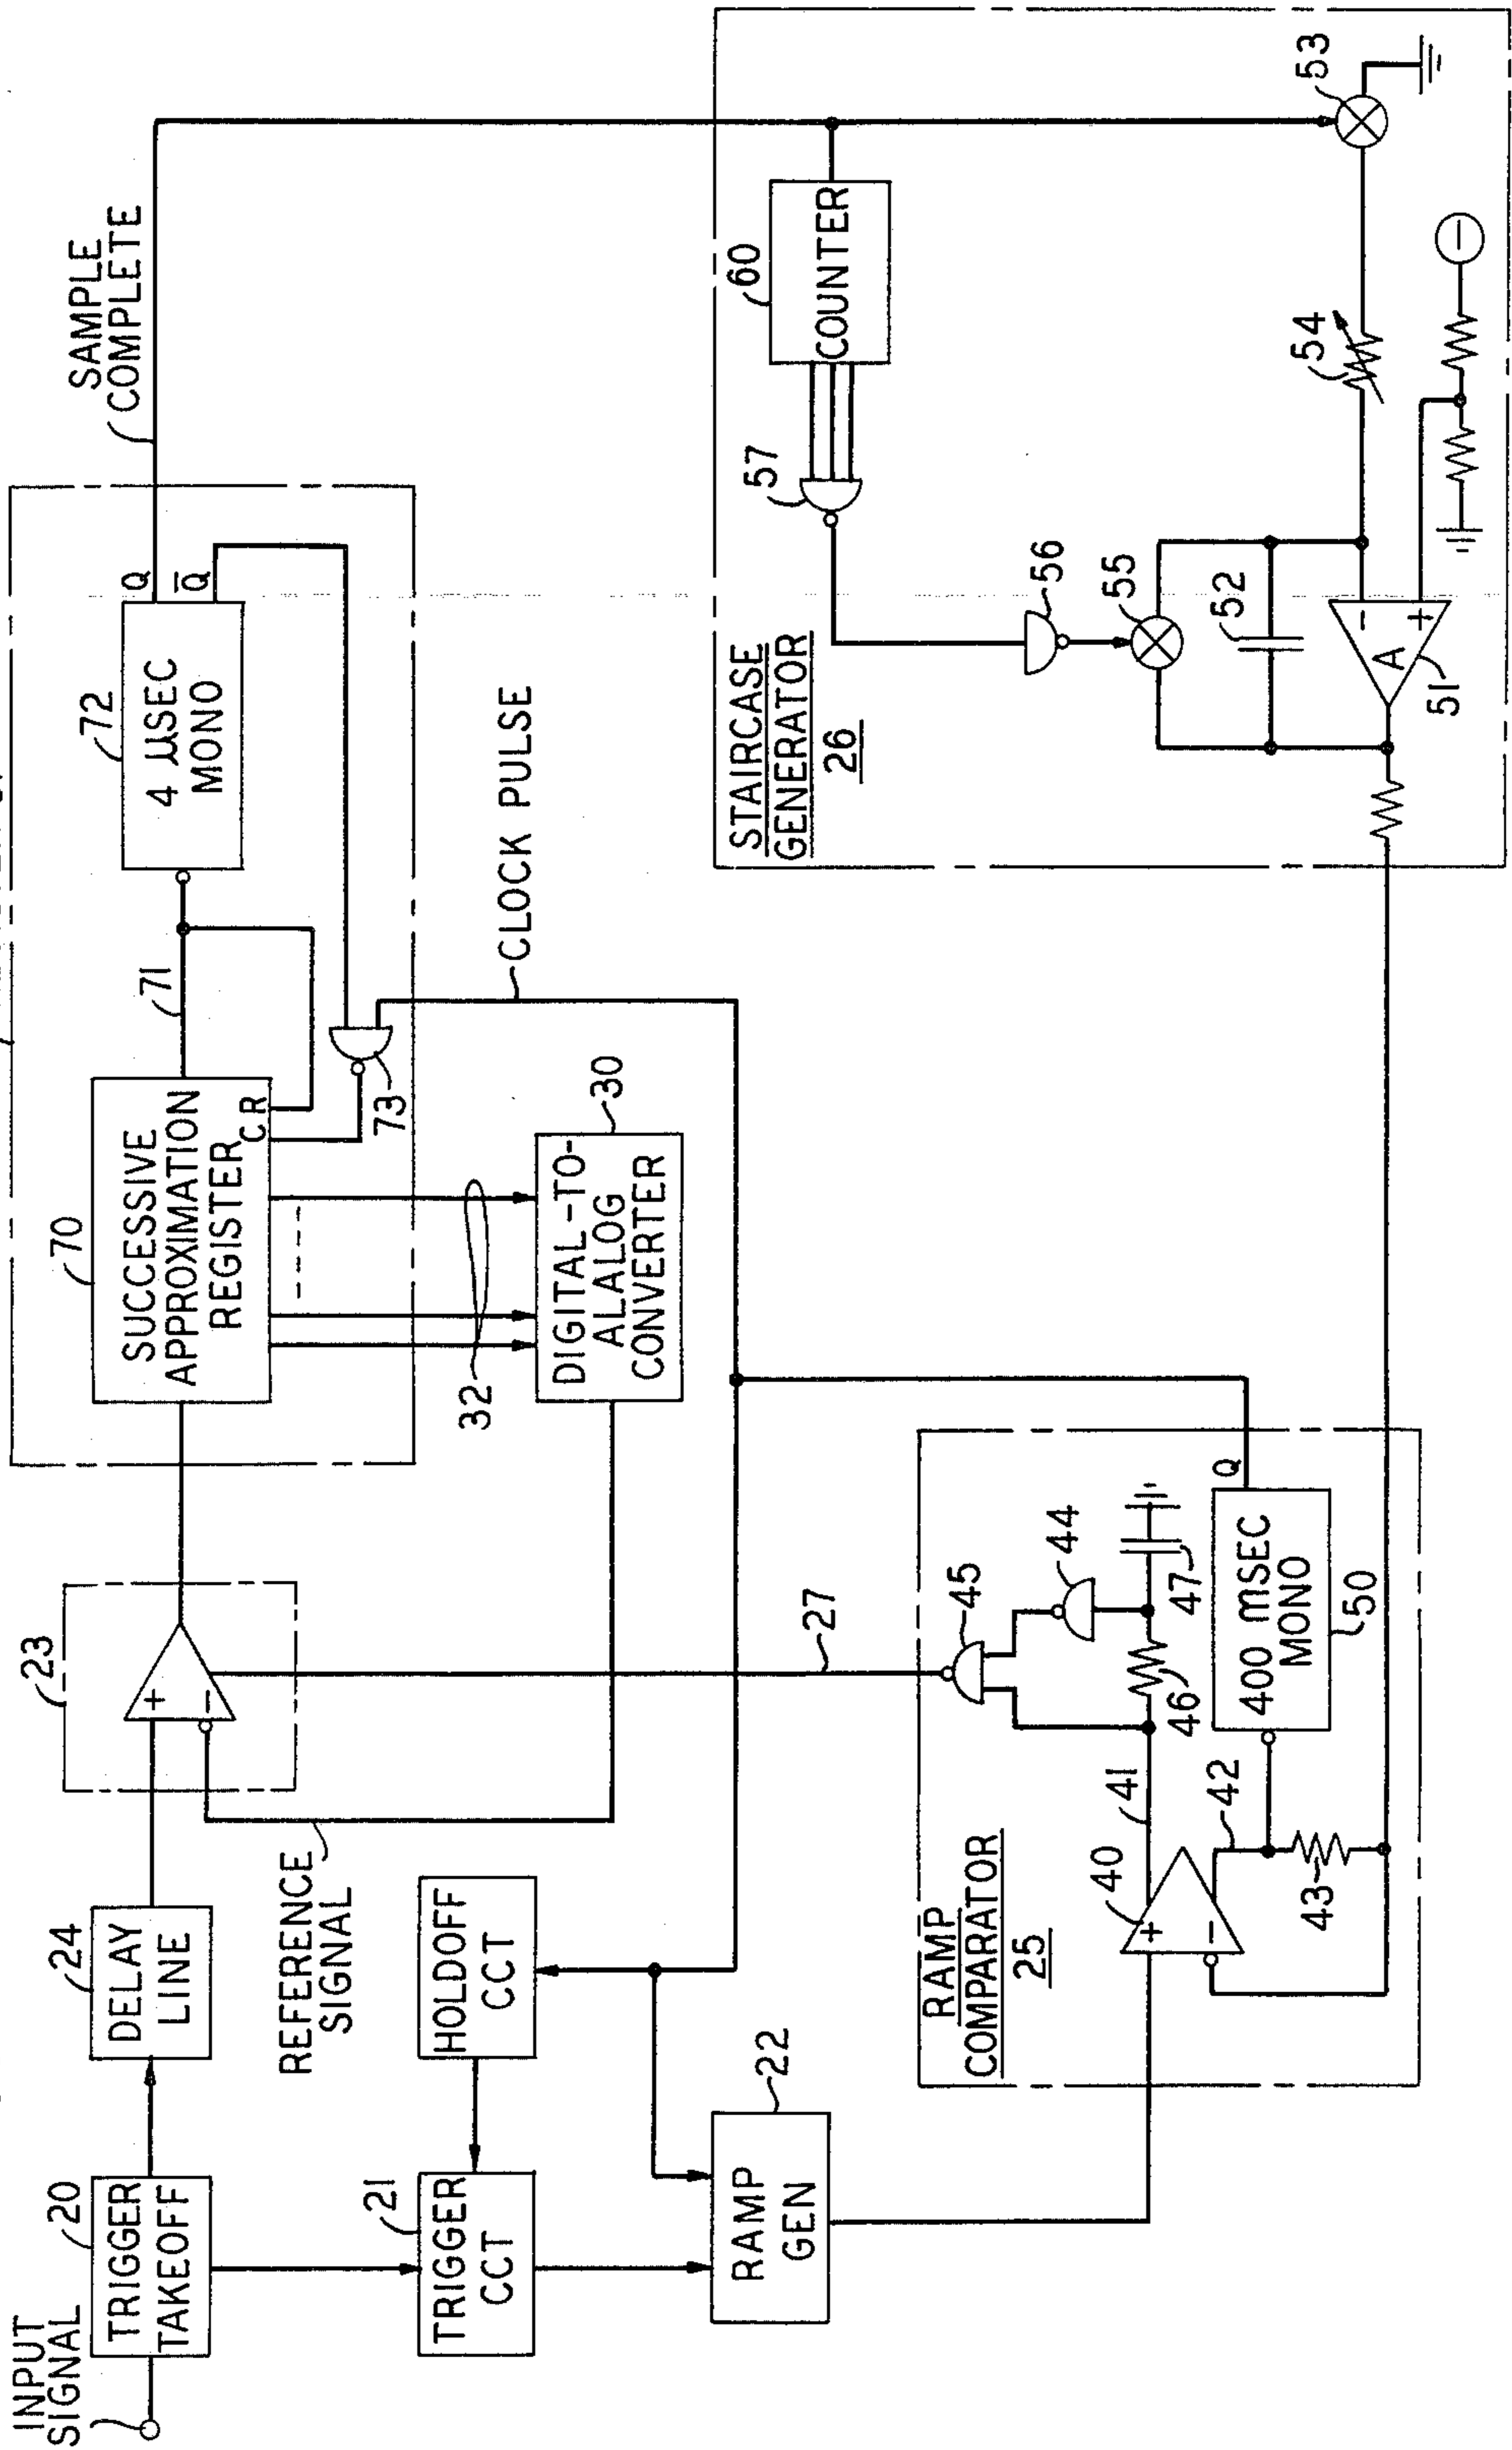 INPUT
SIGNAL
20
TRIGGER
TAKEOFF
24
DELAY
LINE
23
+
-
70
SUCCESSIVE
APPROXIMATION
REGISTER
C R
71
72
4 µSEC
MONO
Q
Q̅
SAMPLE
COMPLETE
73
32
30
DIGITAL-TO-
ALALOG
CONVERTER
CLOCK PULSE
REFERENCE
SIGNAL
HOLDOFF
CCT
21
TRIGGER
CCT
22
RAMP
GEN
27
RAMP
COMPARATOR
25
40
+
-
41
42
43
44
45
46
47
400 mSEC
MONO
Q
50
STAIRCASE
GENERATOR
26
60
COUNTER
57
56
55
52
A
-
+
51
54
53
-